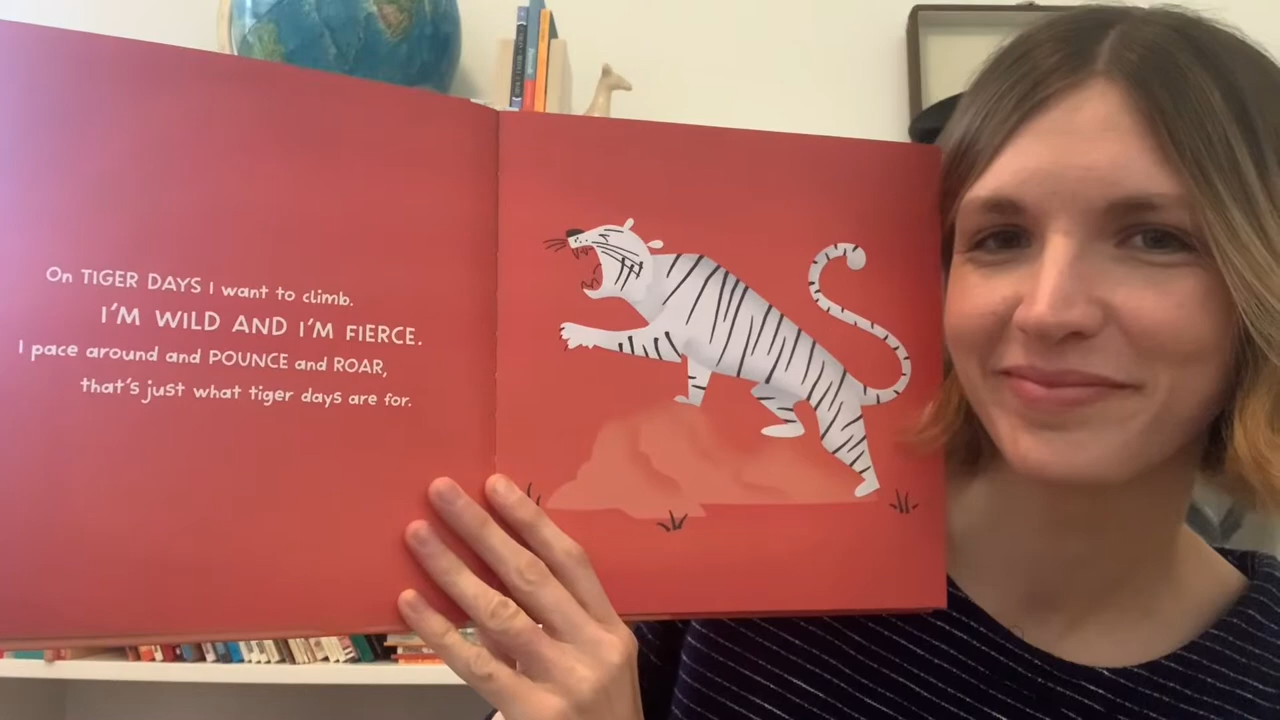 On TIGER DAYS I want to climb.
I'M WILD AND I'M FIERCE.
I pace around and POUNCE and ROAR,
that's just what tiger days are for.